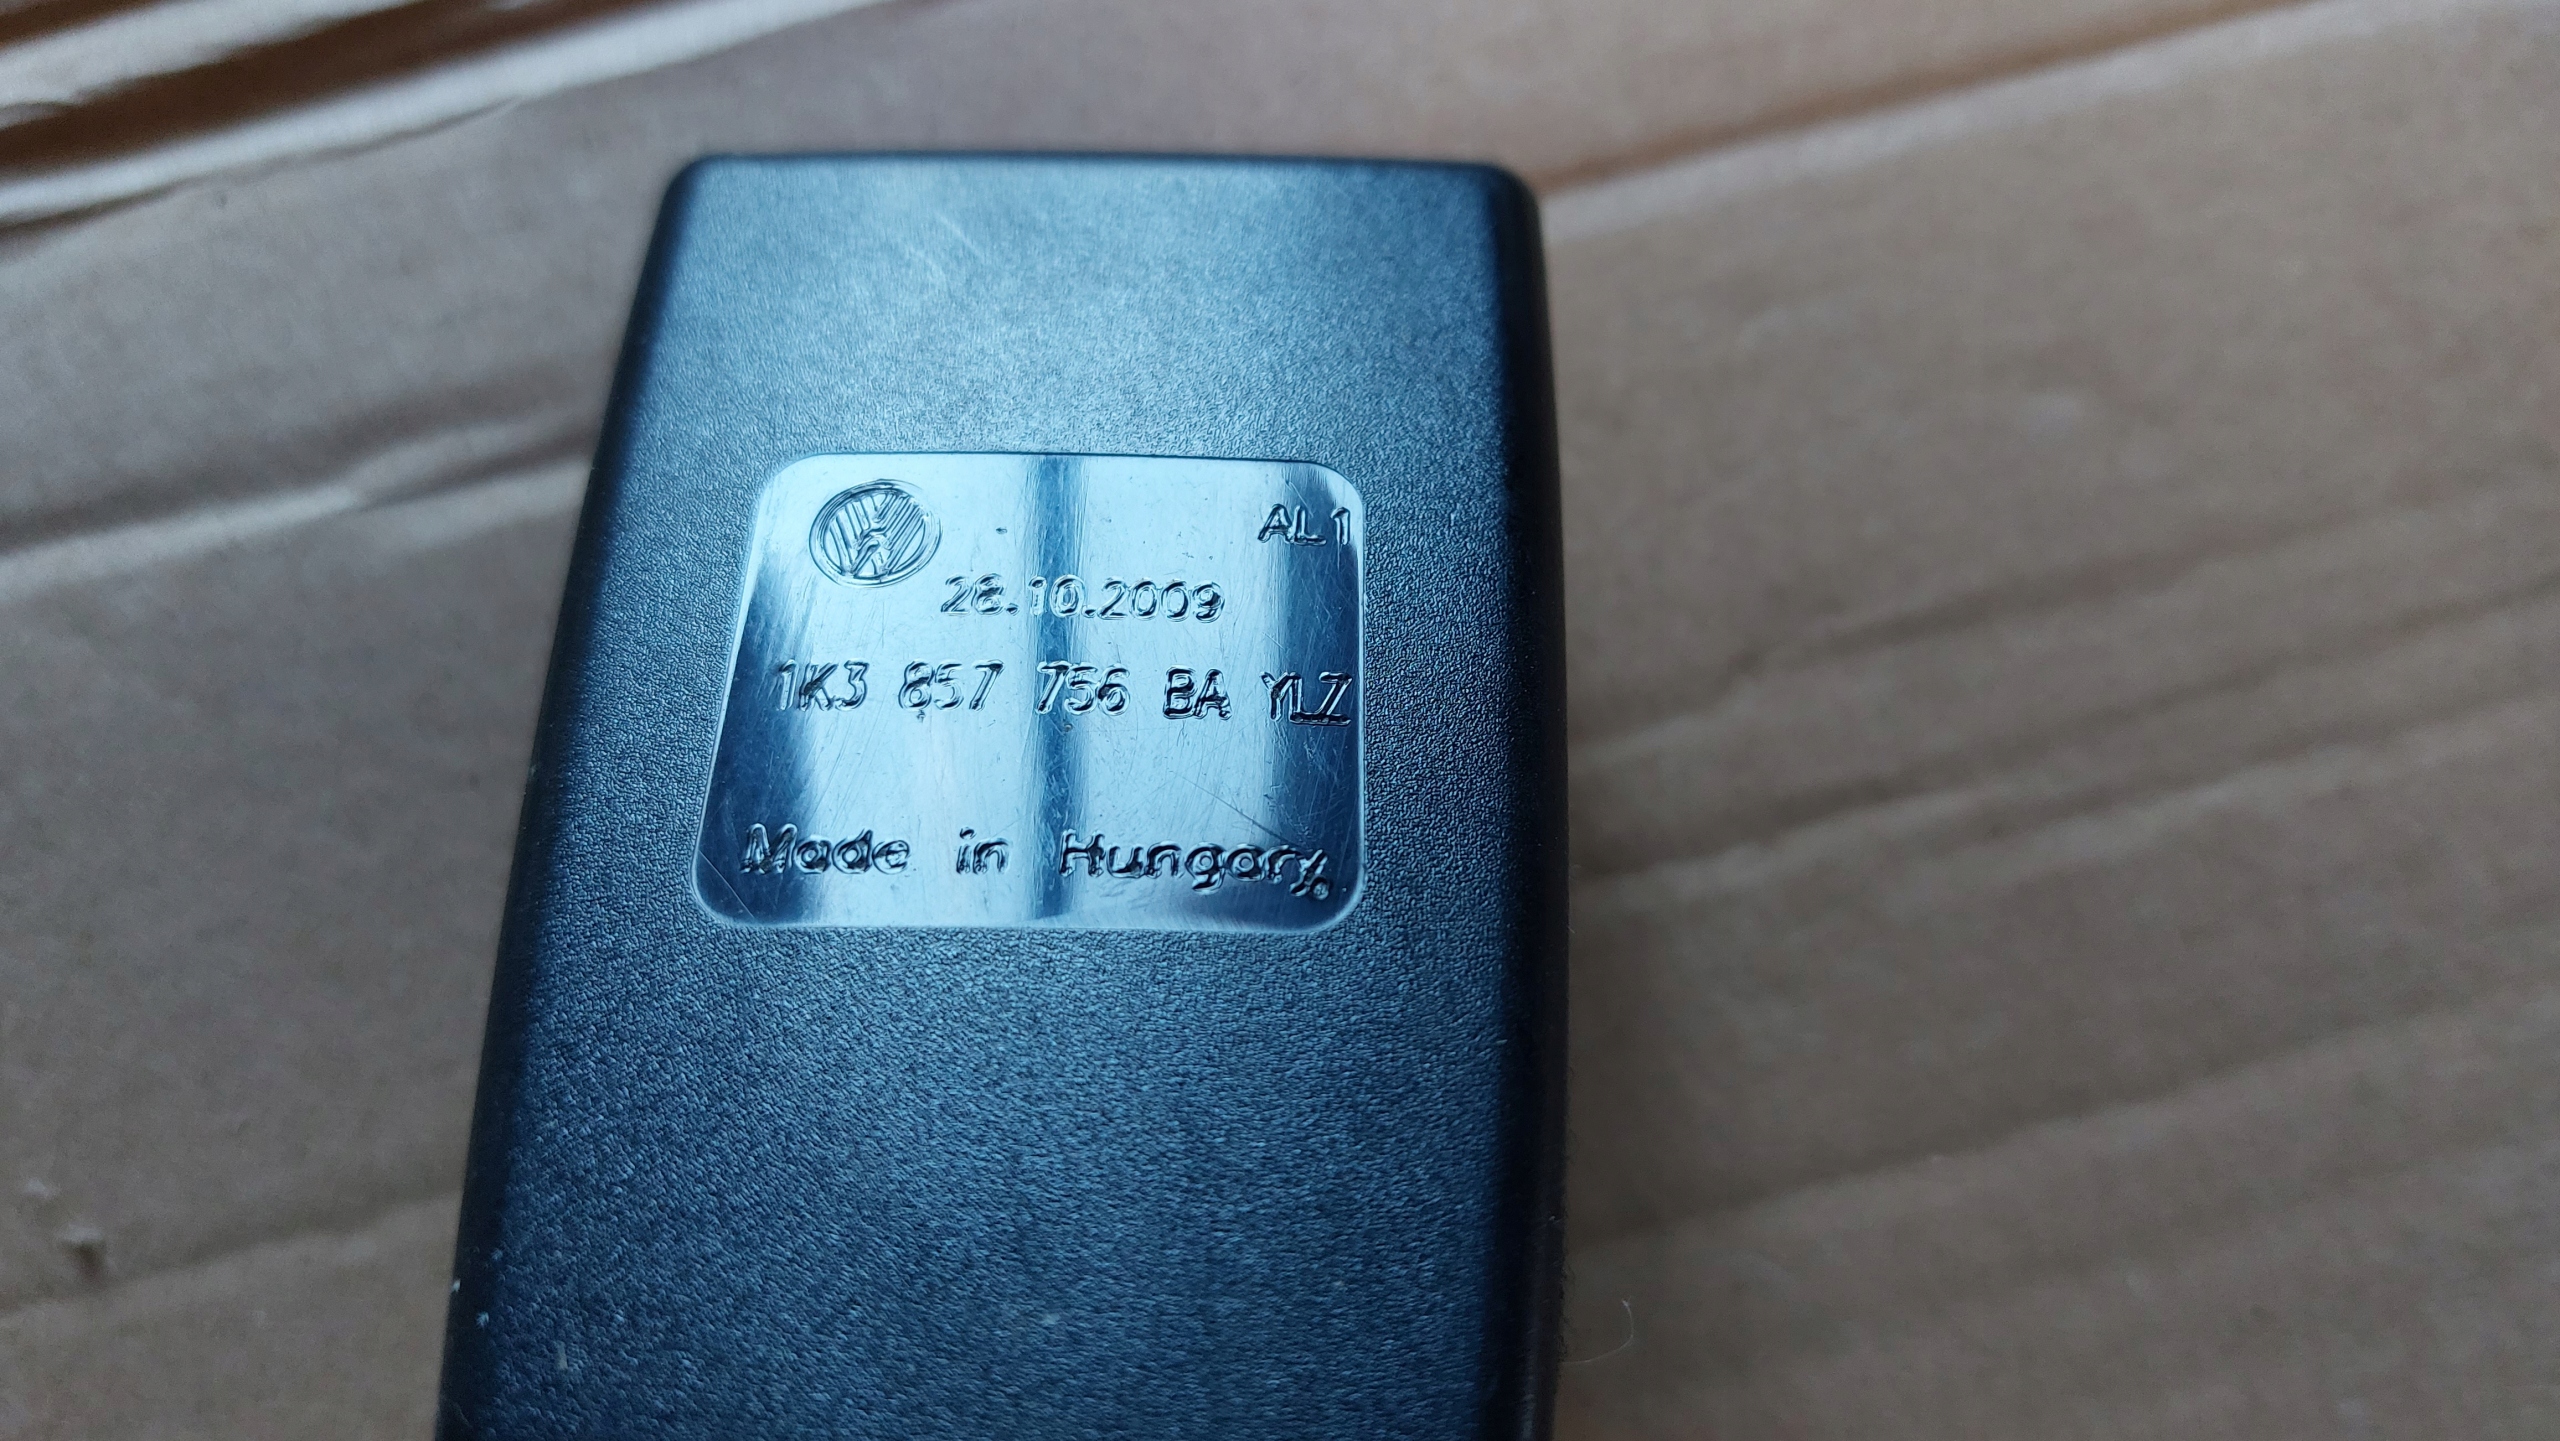 AL1
28.10.2009
1K3 857 756 BA YLZ
Made in Hungary